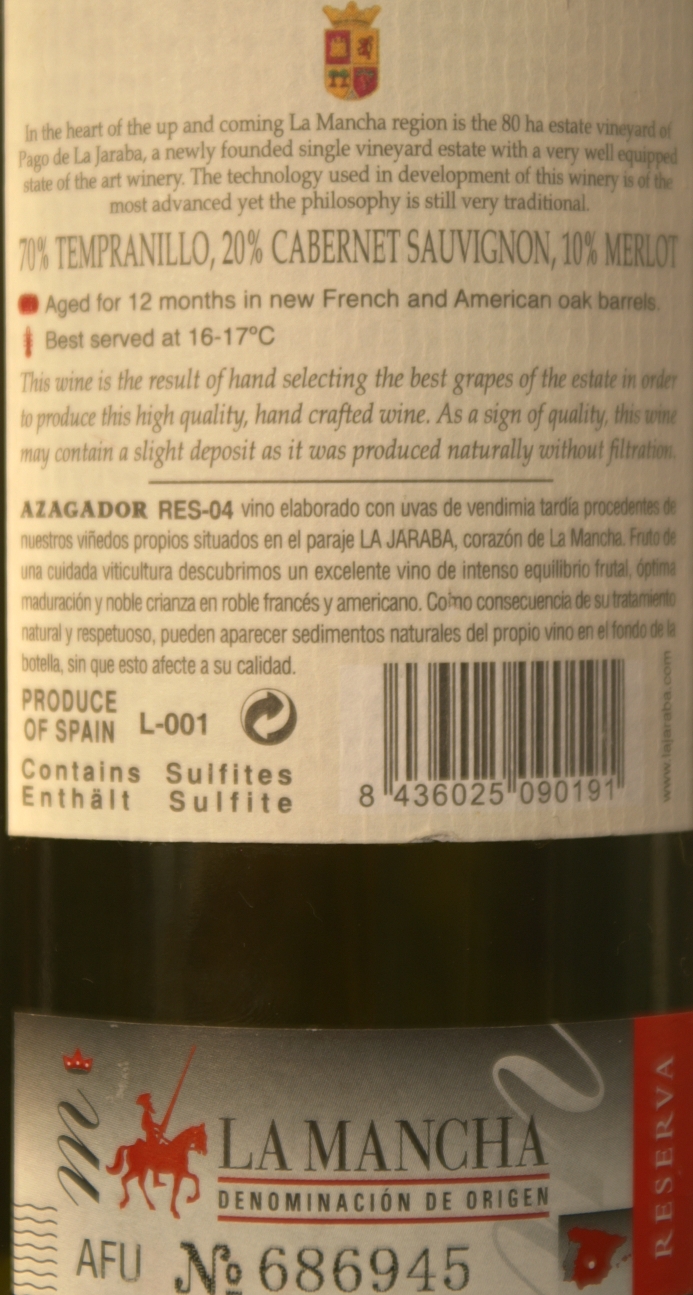 In the heart of the up and coming La Mancha region is the 80 ha estate vineyard of
Pago de La Jaraba, a newly founded single vineyard estate with a very well equipped
state of the art winery. The technology used in development of this winery is of the
most advanced yet the philosophy is still very traditional.
70% TEMPRANILLO, 20% CABERNET SAUVIGNON, 10% MERLOT
Aged for 12 months in new French and American oak barrels.
Best served at 16-17ºC
This wine is the result of hand selecting the best grapes of the estate in order
to produce this high quality, hand crafted wine. As a sign of quality, this wine
may contain a slight deposit as it was produced naturally without filtration.
AZAGADOR RES-04 vino elaborado con uvas de vendimia tardía procedentes de
nuestros viñedos propios situados en el paraje LA JARABA, corazón de La Mancha. Fruto de
una cuidada viticultura descubrimos un excelente vino de intenso equilibrio frutal, óptima
maduración y noble crianza en roble francés y americano. Como consecuencia de su tratamiento
natural y respetuoso, pueden aparecer sedimentos naturales del propio vino en el fondo de la
botella, sin que esto afecte a su calidad.
PRODUCE
OF SPAIN
L-001
Contains Sulfites
Enthält Sulfite
8 436025 090191
www.lajaraba.com
m
LA MANCHA
DENOMINACIÓN DE ORIGEN
AFU Nº 686945
RESERVA